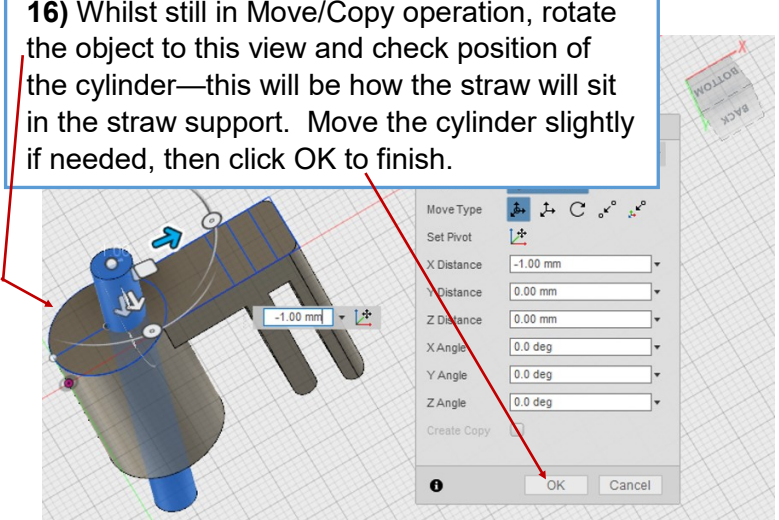 16) Whilst still in Move/Copy operation, rotate
the object to this view and check position of
the cylinder—this will be how the straw will sit
in the straw support.  Move the cylinder slightly
if needed, then click OK to finish.
X
BOTTOM
BACK
Move Type
Set Pivot
X Distance -1.00 mm
Y Distance 0.00 mm
Z Distance 0.00 mm
X Angle 0.0 deg
Y Angle 0.0 deg
Z Angle 0.0 deg
Create Copy
OK Cancel
-1.00 mm